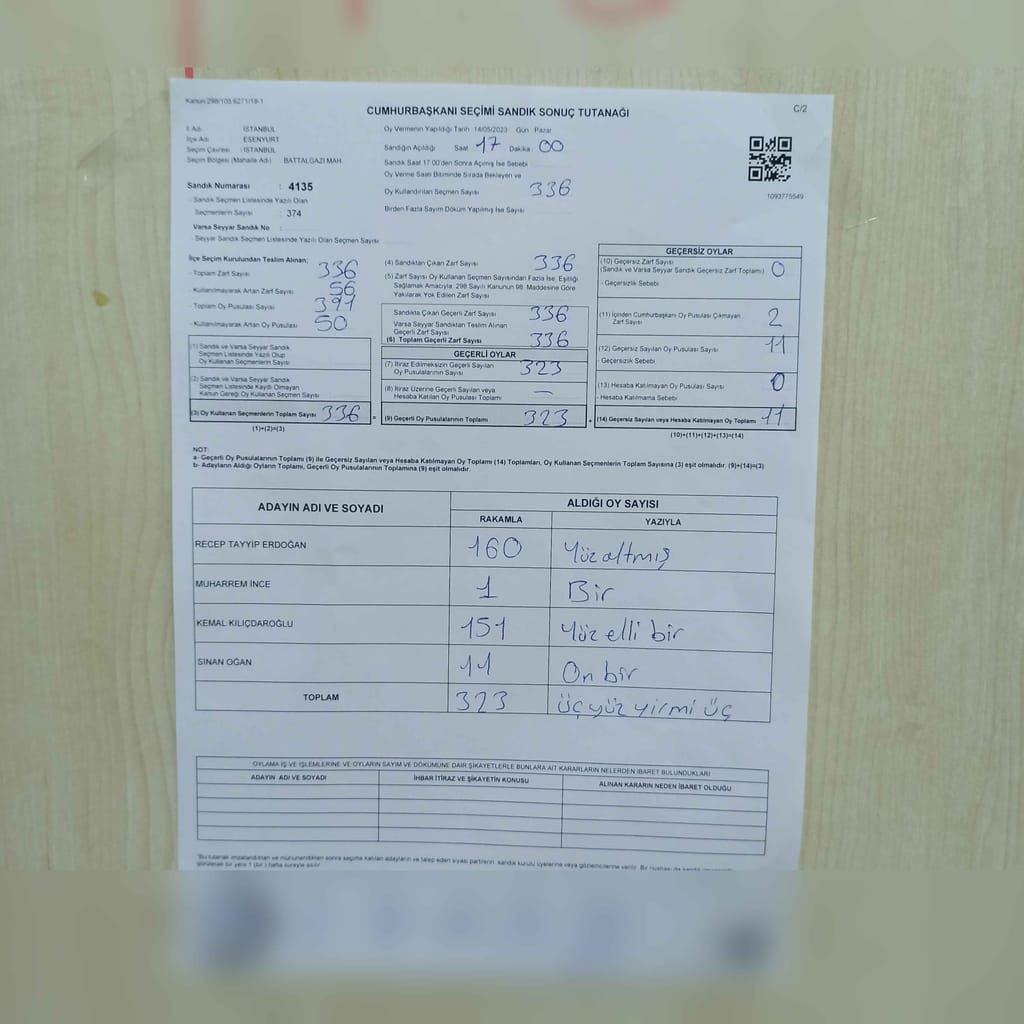 Kanun:298/103.6271/18-1
CUMHURBAŞKANI SEÇİMİ SANDIK SONUÇ TUTANAĞI
C/2
İl Adı : İSTANBUL
İlçe Adı : ESENYURT
Seçim Çevresi : İSTANBUL
Seçim Bölgesi (Mahalle Adı) : BATTALGAZİ MAH.
Oy Vermenin Yapıldığı Tarih 14/05/2023 Gün Pazar
Sandığın Açıldığı Saat 17 Dakika 00
Sandık Saat 17:00'den Sonra Açılmış İse Sebebi
Oy Verme Saati Bitiminde Sırada Bekleyen ve
Oy Kullandırılan Seçmen Sayısı 336
Birden Fazla Sayım Döküm Yapılmış İse Sayısı
1093775549
Sandık Numarası : 4135
Sandık Seçmen Listesinde Yazılı Olan
Seçmenlerin Sayısı : 374
Varsa Seyyar Sandık No :
- Seyyar Sandık Seçmen Listesinde Yazılı Olan Seçmen Sayısı
İlçe Seçim Kurulundan Teslim Alınan;
- Toplam Zarf Sayısı 336
- Kullanılmayarak Artan Zarf Sayısı 56
- Toplam Oy Pusulası Sayısı 391
- Kullanılmayarak Artan Oy Pusulası 50
(1) Sandık ve Varsa Seyyar Sandık
Seçmen Listesinde Yazılı Olup
Oy Kullanan Seçmenlerin Sayısı
(2) Sandık ve Varsa Seyyar Sandık
Seçmen Listesinde Kayıtlı Olmayan
Kanun Gereği Oy Kullanan Seçmen Sayısı
(3) Oy Kullanan Seçmenlerin Toplam Sayısı 336 =
(1)+(2)=(3)
(4) Sandıktan Çıkan Zarf Sayısı 336
(5) Zarf Sayısı Oy Kullanan Seçmen Sayısından Fazla İse, Eşitliği
Sağlamak Amacıyla, 298 Sayılı Kanunun 98. Maddesine Göre
Yakılarak Yok Edilen Zarf Sayısı
Sandıkta Çıkan Geçerli Zarf Sayısı 336
Varsa Seyyar Sandıktan Teslim Alınan
Geçerli Zarf Sayısı
(6) Toplam Geçerli Zarf Sayısı 336
GEÇERLİ OYLAR
(7) İtiraz Edilmeksizin Geçerli Sayılan
Oy Pusulalarının Sayısı 323
(8) İtiraz Üzerine Geçerli Sayılan veya
Hesaba Katılan Oy Pusulası Toplamı —
(9) Geçerli Oy Pusulalarının Toplamı 323 +
GEÇERSİZ OYLAR
(10) Geçersiz Zarf Sayısı
(Sandık ve Varsa Seyyar Sandık Geçersiz Zarf Toplamı) 0
- Geçersizlik Sebebi
(11) İçinden Cumhurbaşkanı Oy Pusulası Çıkmayan
Zarf Sayısı 2
(12) Geçersiz Sayılan Oy Pusulası Sayısı 11
- Geçersizlik Sebebi
(13) Hesaba Katılmayan Oy Pusulası Sayısı 0
- Hesaba Katılmama Sebebi
(14) Geçersiz Sayılan veya Hesaba Katılmayan Oy Toplamı 11
(10)+(11)+(12)+(13)=(14)
NOT:
a- Geçerli Oy Pusulaları Toplamı (9) ile Geçersiz Sayılan veya Hesaba Katılmayan Oy Toplamı (14) Toplamları, Oy Kullanan Seçmenlerin Toplam Sayısına (3) eşit olmalıdır. (9)+(14)=(3)
b- Adayların Aldığı Oyların Toplamı, Geçerli Oy Pusulalarının Toplamına (9) eşit olmalıdır.
ADAYIN ADI VE SOYADI
ALDIĞI OY SAYISI
RAKAMLA YAZIYLA
RECEP TAYYİP ERDOĞAN 160 Yüz altmış
MUHARREM İNCE 1 Bir
KEMAL KILIÇDAROĞLU 151 Yüz elli bir
SİNAN OĞAN 11 On bir
TOPLAM 323 üç yüz yirmi üç
OYLAMA İŞ VE İŞLEMLERİNE VE OYLARIN SAYIM VE DÖKÜMÜNE DAİR ŞİKAYETLERLE BUNLARA AİT KARARLARIN NELERDEN İBARET BULUNDUKLARI
ADAYIN ADI VE SOYADI İHBAR İTİRAZ VE ŞİKAYETİN KONUSU ALINAN KARARIN NEDEN İBARET OLDUĞU
*Bu tutanak imzalandıktan ve mühürlendikten sonra seçime katılan adayların ve talep eden siyasi partilerin sandık kurulu üyelerine veya gözlemcilerine verilir. Bir nüshası da sandık
görülecek bir yere 1 (bir) hafta süreyle asılır.